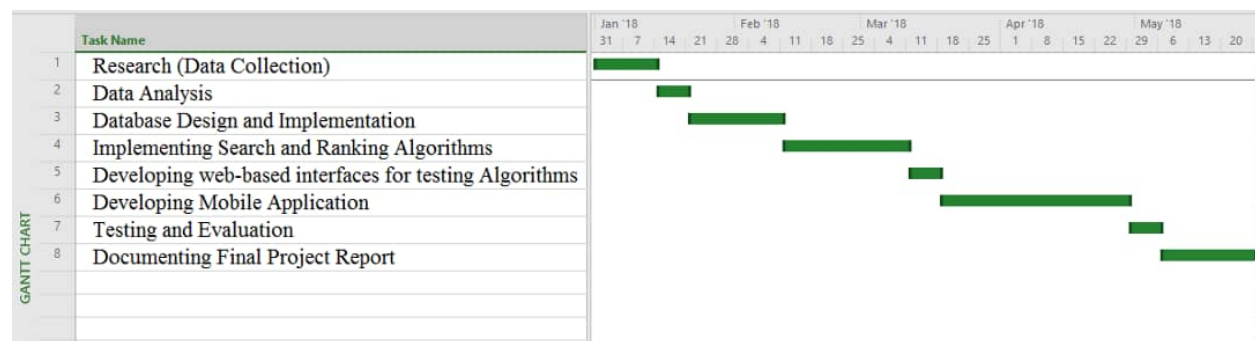 Jan '18 Feb '18 Mar '18 Apr '18 May '18
Task Name 31 7 14 21 28 4 11 18 25 4 11 18 25 1 8 15 22 29 6 13 20
1 Research (Data Collection)
2 Data Analysis
3 Database Design and Implementation
4 Implementing Search and Ranking Algorithms
5 Developing web-based interfaces for testing Algorithms
6 Developing Mobile Application
7 Testing and Evaluation
8 Documenting Final Project Report
GANTT CHART